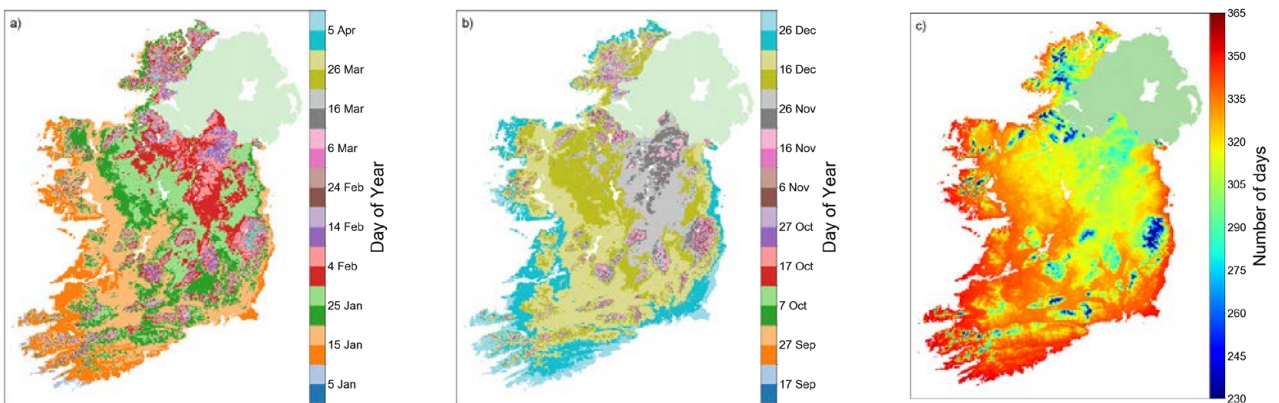 a)
5 Apr
26 Mar
16 Mar
6 Mar
24 Feb
14 Feb
4 Feb
25 Jan
15 Jan
5 Jan
Day of Year
b)
26 Dec
16 Dec
26 Nov
16 Nov
6 Nov
27 Oct
17 Oct
7 Oct
27 Sep
17 Sep
Day of Year
c)
365
350
335
320
305
290
275
260
245
230
Number of days